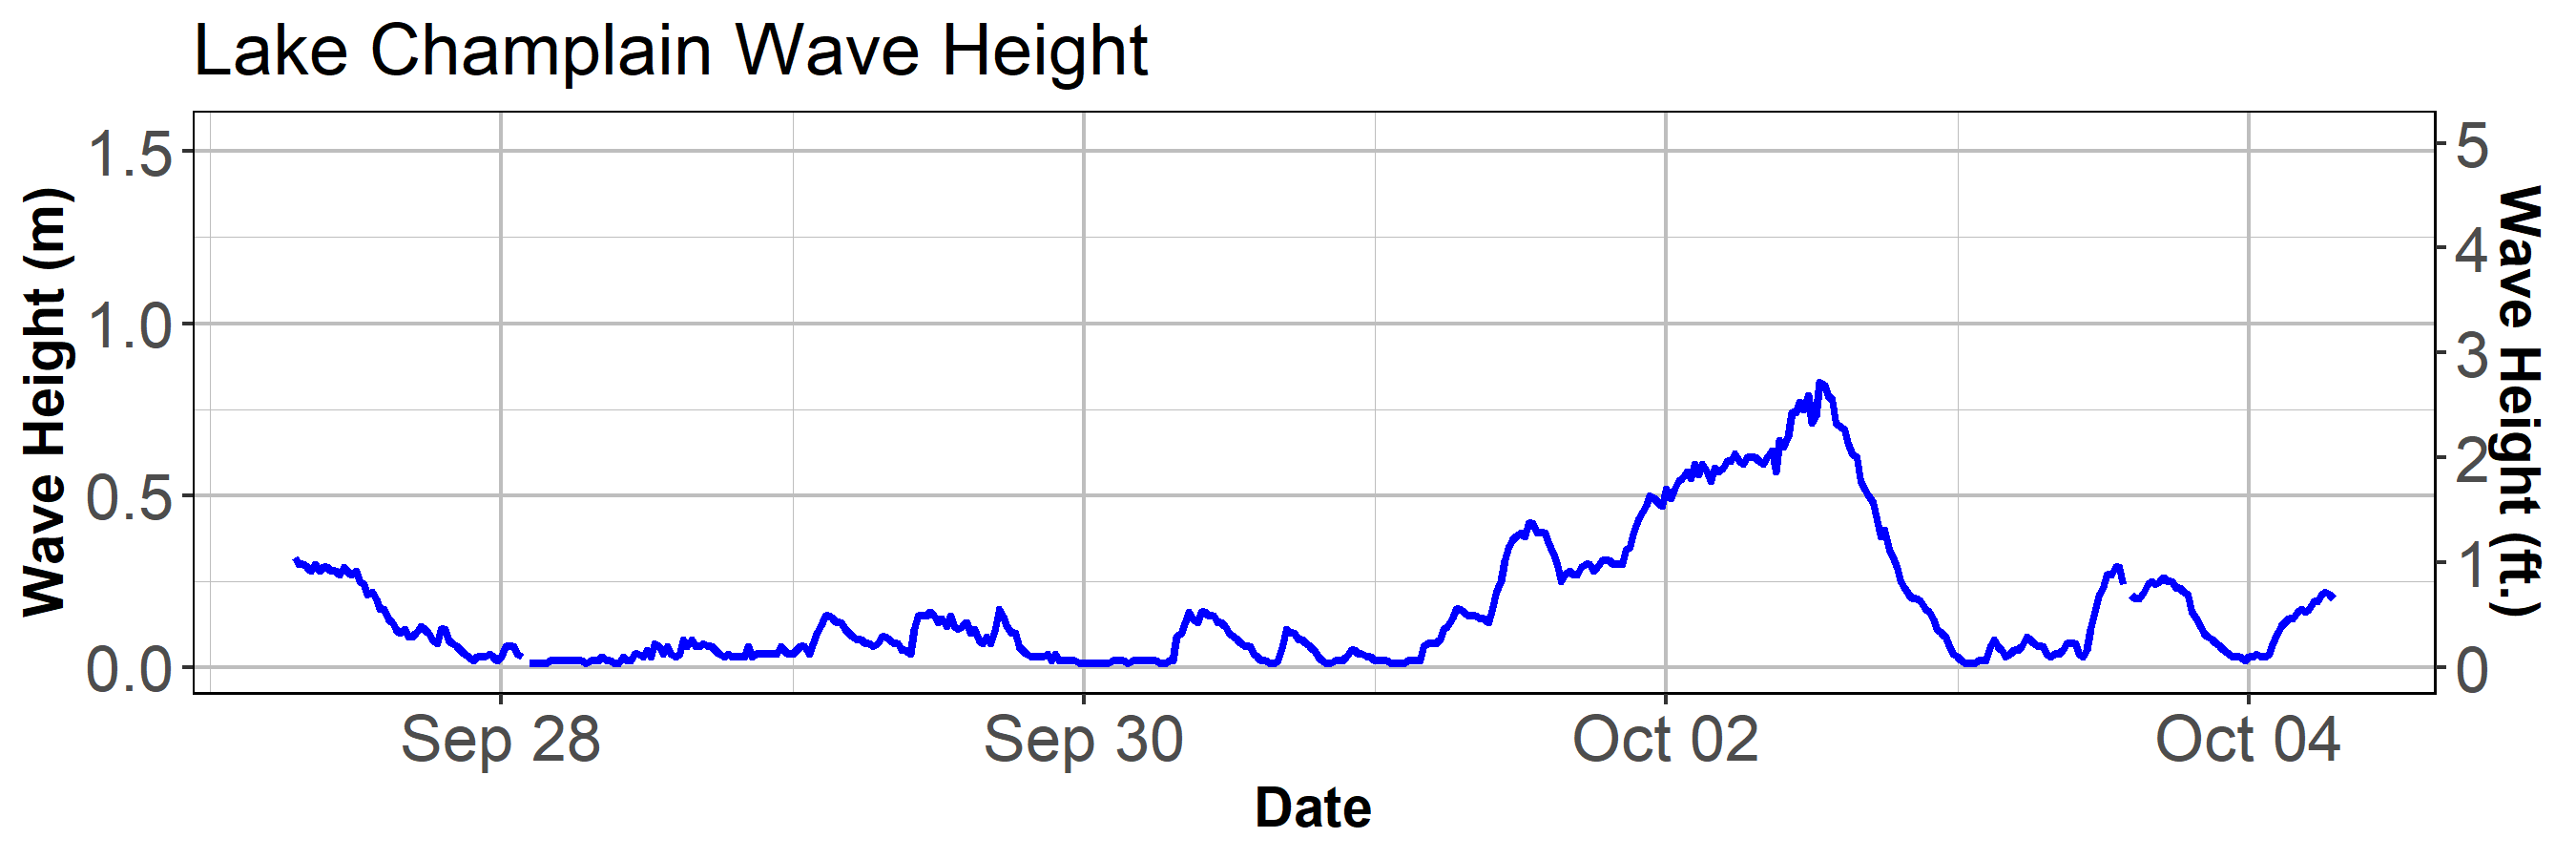 Lake Champlain Wave Height
Wave Height (m)
1.5
1.0
0.5
0.0
5
4
3
2
1
0
Wave Height (ft.)
Sep 28
Sep 30
Oct 02
Oct 04
Date